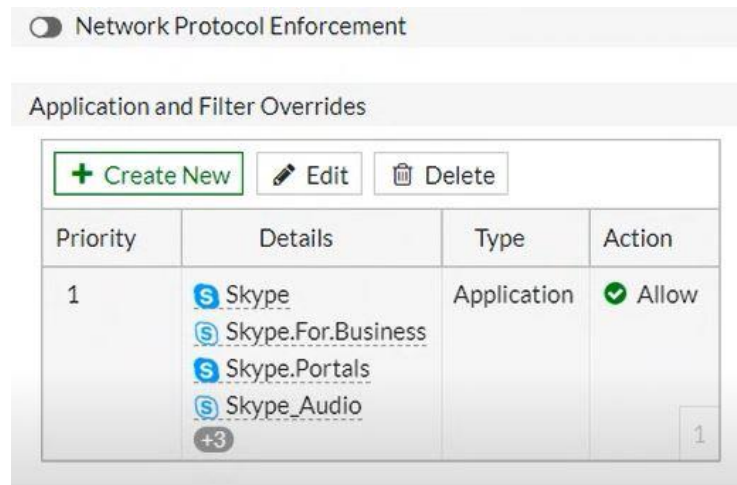 Network Protocol Enforcement
Application and Filter Overrides
+ Create New Edit Delete
Priority Details Type Action
1 Skype Application Allow
Skype.For.Business
Skype.Portals
Skype_Audio
+3
1